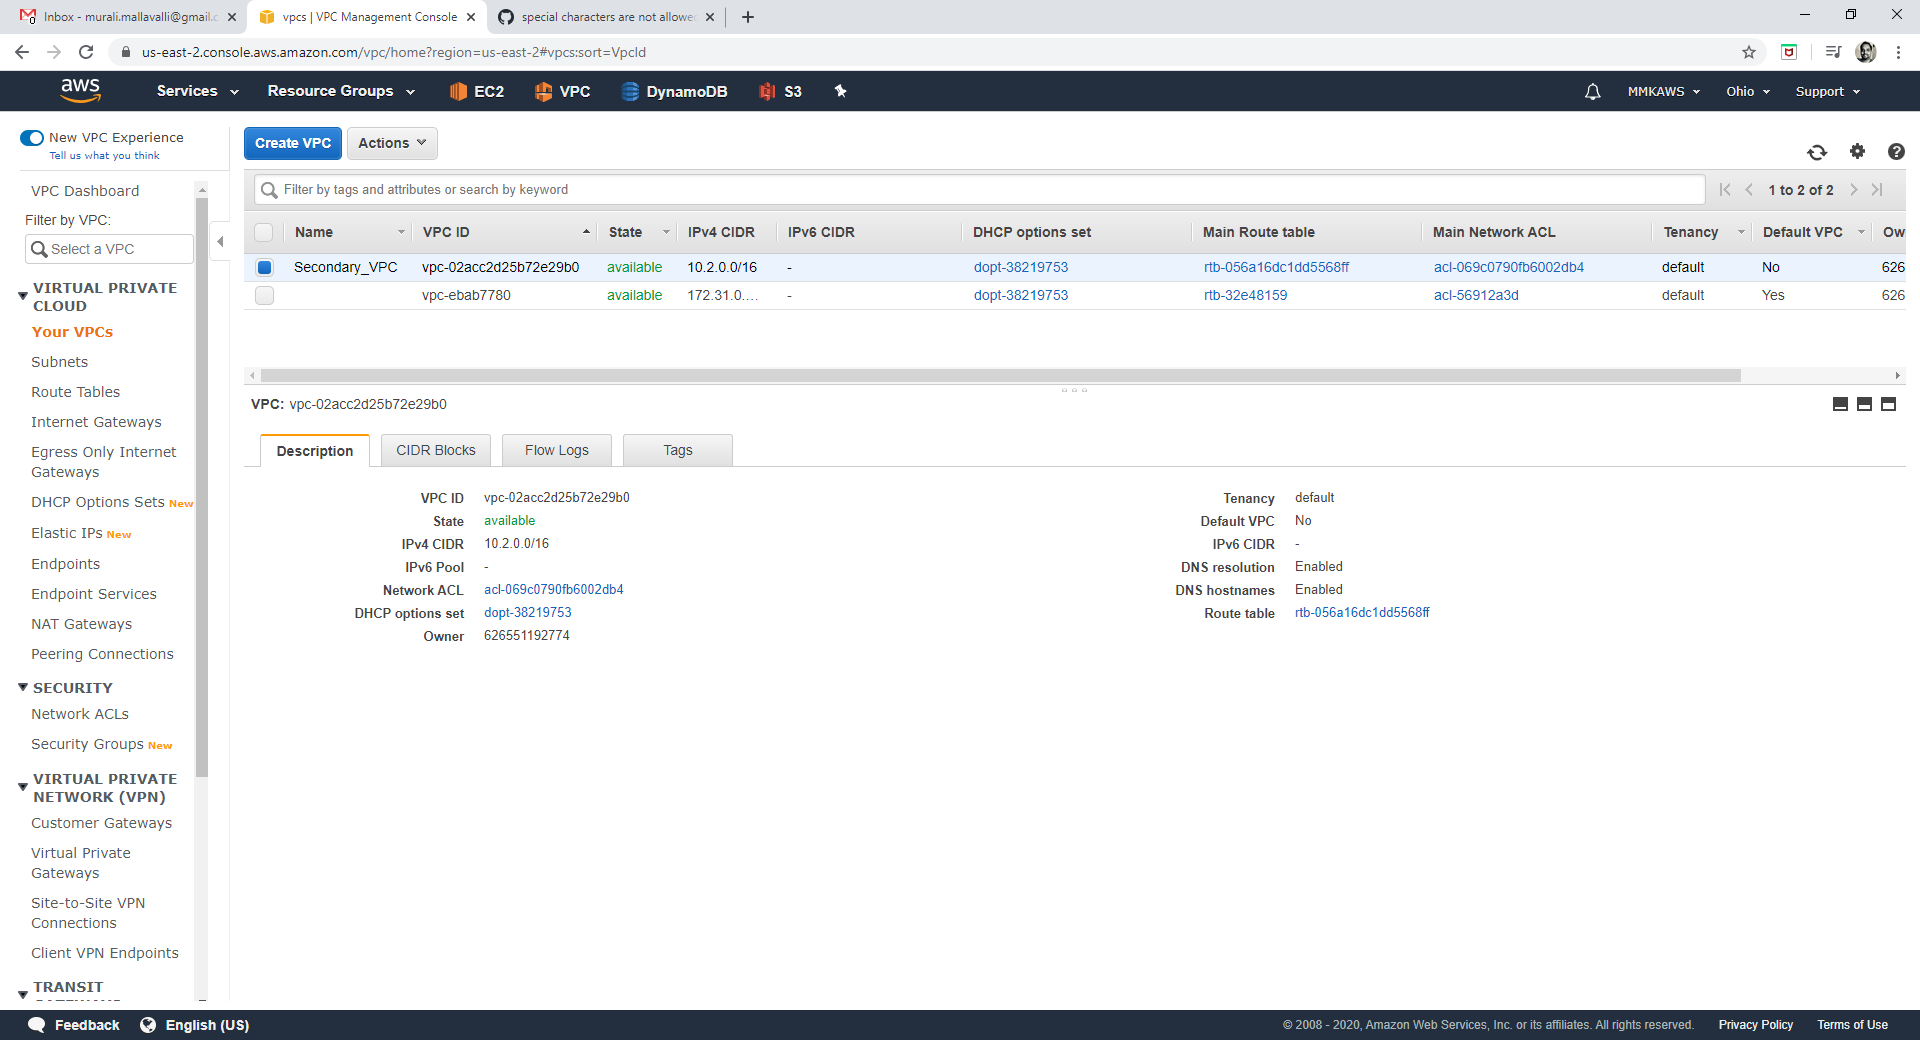 Inbox - murali.mallavalli@gmail.c
vpcs | VPC Management Console
special characters are not allowe
us-east-2.console.aws.amazon.com/vpc/home?region=us-east-2#vpcs:sort=VpcId
aws Services Resource Groups EC2 VPC DynamoDB S3 MMKAWS Ohio Support
New VPC Experience
Tell us what you think
VPC Dashboard
Filter by VPC:
Select a VPC
VIRTUAL PRIVATE
CLOUD
Your VPCs
Subnets
Route Tables
Internet Gateways
Egress Only Internet
Gateways
DHCP Options Sets New
Elastic IPs New
Endpoints
Endpoint Services
NAT Gateways
Peering Connections
SECURITY
Network ACLs
Security Groups New
VIRTUAL PRIVATE
NETWORK (VPN)
Customer Gateways
Virtual Private
Gateways
Site-to-Site VPN
Connections
Client VPN Endpoints
TRANSIT
Create VPC Actions
Filter by tags and attributes or search by keyword
1 to 2 of 2
Name VPC ID State IPv4 CIDR IPv6 CIDR DHCP options set Main Route table Main Network ACL Tenancy Default VPC Ow
Secondary_VPC vpc-02acc2d25b72e29b0 available 10.2.0.0/16 - dopt-38219753 rtb-056a16dc1dd5568ff acl-069c0790fb6002db4 default No 626
vpc-ebab7780 available 172.31.0.... - dopt-38219753 rtb-32e48159 acl-56912a3d default Yes 626
VPC: vpc-02acc2d25b72e29b0
Description CIDR Blocks Flow Logs Tags
VPC ID vpc-02acc2d25b72e29b0
State available
IPv4 CIDR 10.2.0.0/16
IPv6 Pool -
Network ACL acl-069c0790fb6002db4
DHCP options set dopt-38219753
Owner 626551192774
Tenancy default
Default VPC No
IPv6 CIDR -
DNS resolution Enabled
DNS hostnames Enabled
Route table rtb-056a16dc1dd5568ff
Feedback English (US)
© 2008 - 2020, Amazon Web Services, Inc. or its affiliates. All rights reserved. Privacy Policy Terms of Use